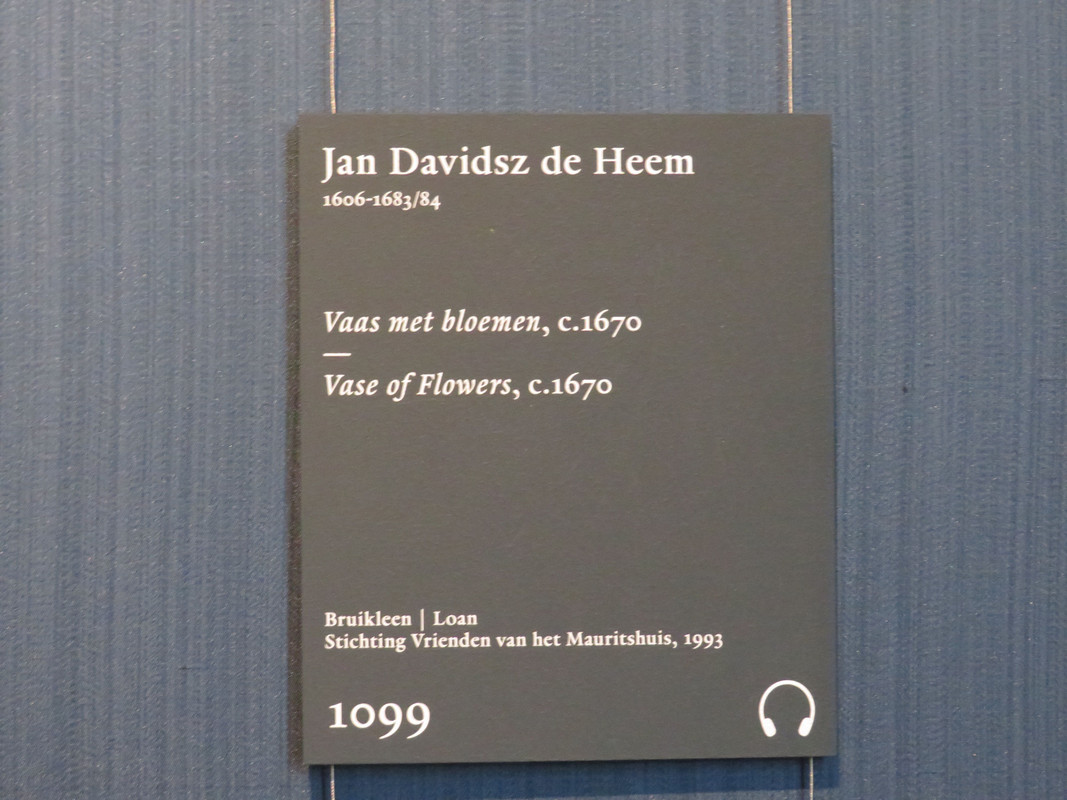 Jan Davidsz de Heem
1606-1683/84
Vaas met bloemen, c.1670
—
Vase of Flowers, c.1670
Bruikleen | Loan
Stichting Vrienden van het Mauritshuis, 1993
1099